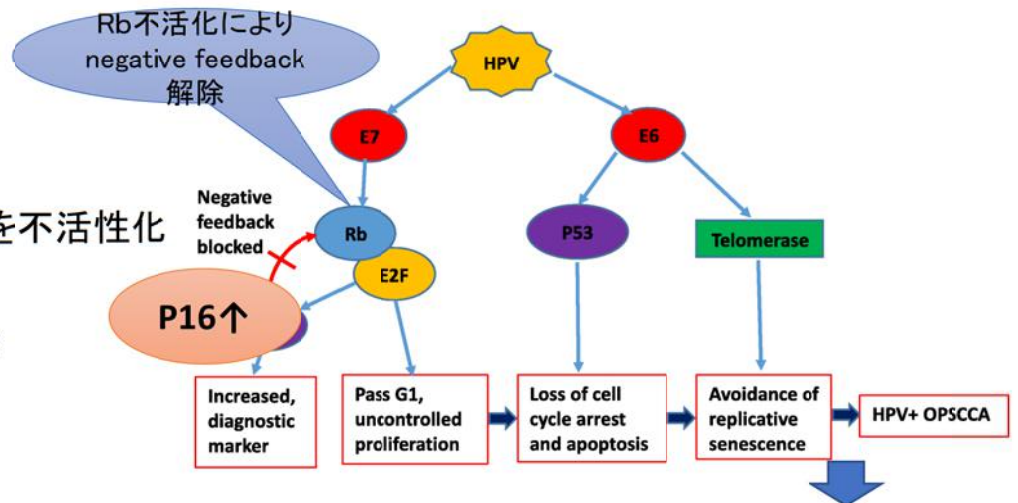 Rb不活化により
negative feedback
解除
HPV
E7
E6
Negative
feedback
blocked
を不活性化
Rb
P53
Telomerase
E2F
P16↑
Increased,
diagnostic
marker
Pass G1,
uncontrolled
proliferation
Loss of cell
cycle arrest
and apoptosis
Avoidance of
replicative
senescence
HPV+ OPSCCA